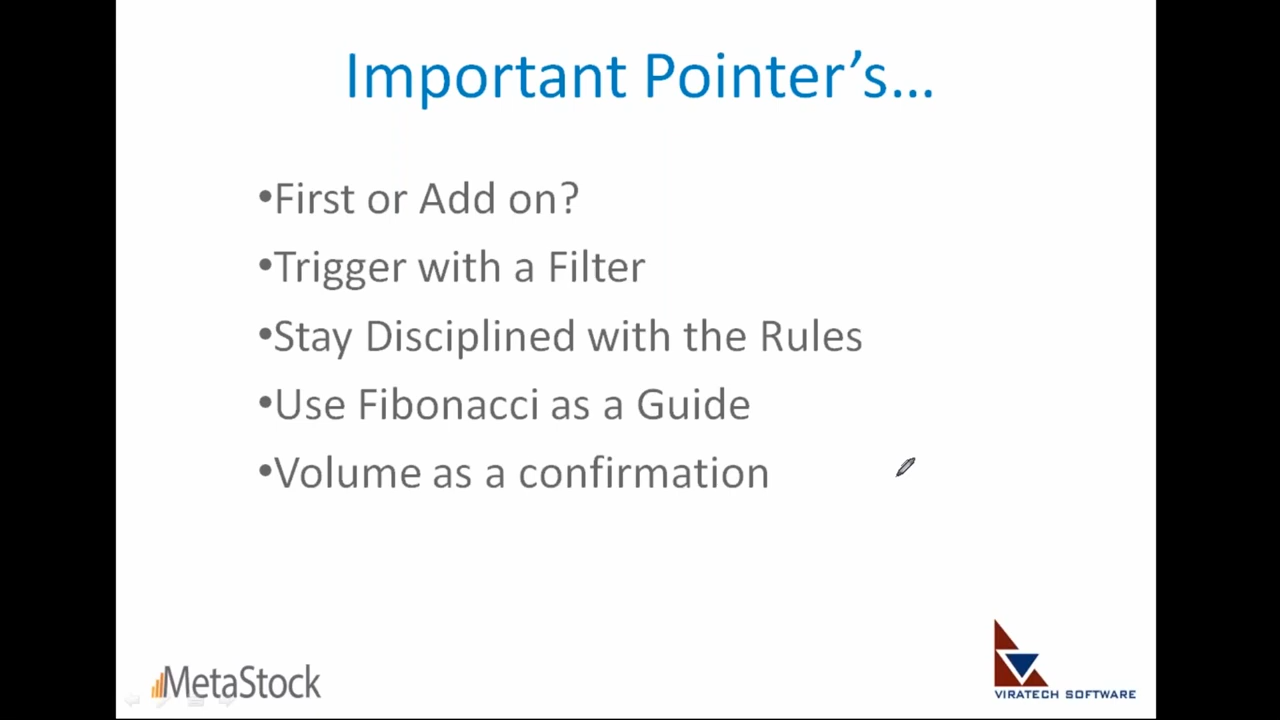 Important Pointer's...
•First or Add on?
•Trigger with a Filter
•Stay Disciplined with the Rules
•Use Fibonacci as a Guide
•Volume as a confirmation
MetaStock
VIRATECH SOFTWARE